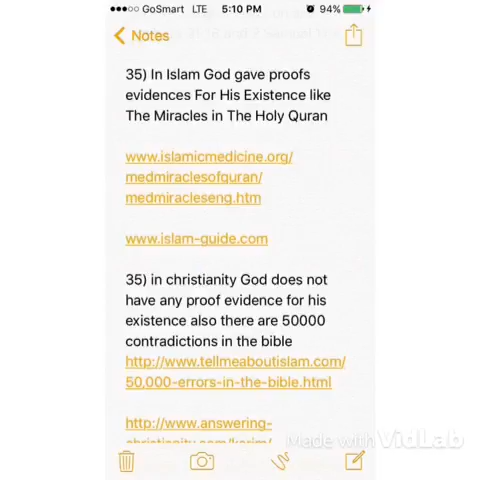 GoSmart LTE 5:10 PM 94%
Notes
35) In Islam God gave proofs
evidences For His Existence like
The Miracles in The Holy Quran
www.islamicmedicine.org/
medmiraclesofquran/
medmiracleseng.htm
www.islam-guide.com
35) in christianity God does not
have any proof evidence for his
existence also there are 50000
contradictions in the bible
http://www.tellmeaboutislam.com/
50,000-errors-in-the-bible.html
http://www.answering-
christianity.com/karim/
Made with VidLab